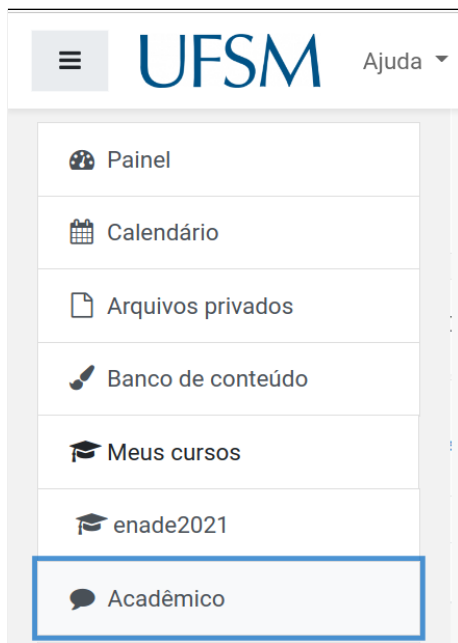 UFSM Ajuda
Painel
Calendário
Arquivos privados
Banco de conteúdo
Meus cursos
enade2021
Acadêmico